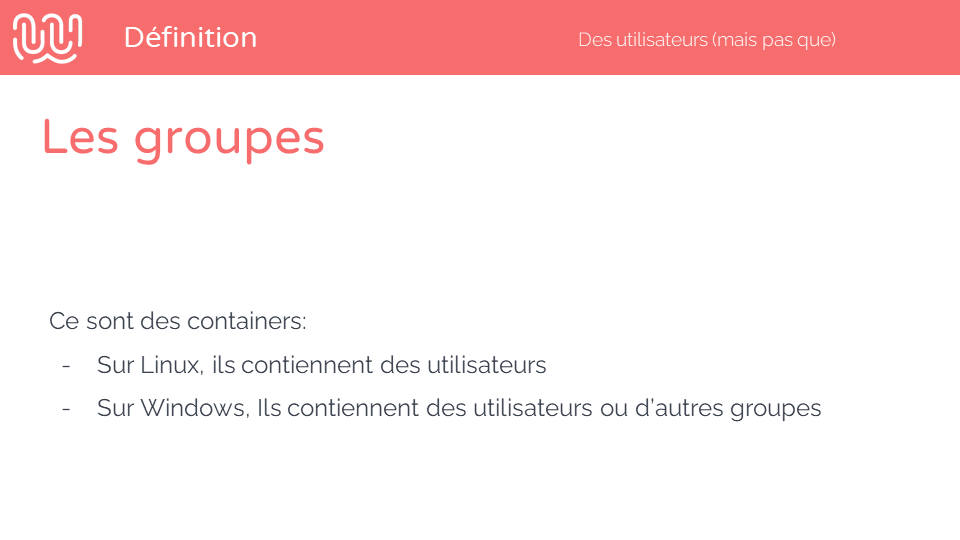 Définition
Des utilisateurs (mais pas que)
Les groupes
Ce sont des containers:
- Sur Linux, ils contiennent des utilisateurs
- Sur Windows, Ils contiennent des utilisateurs ou d’autres groupes